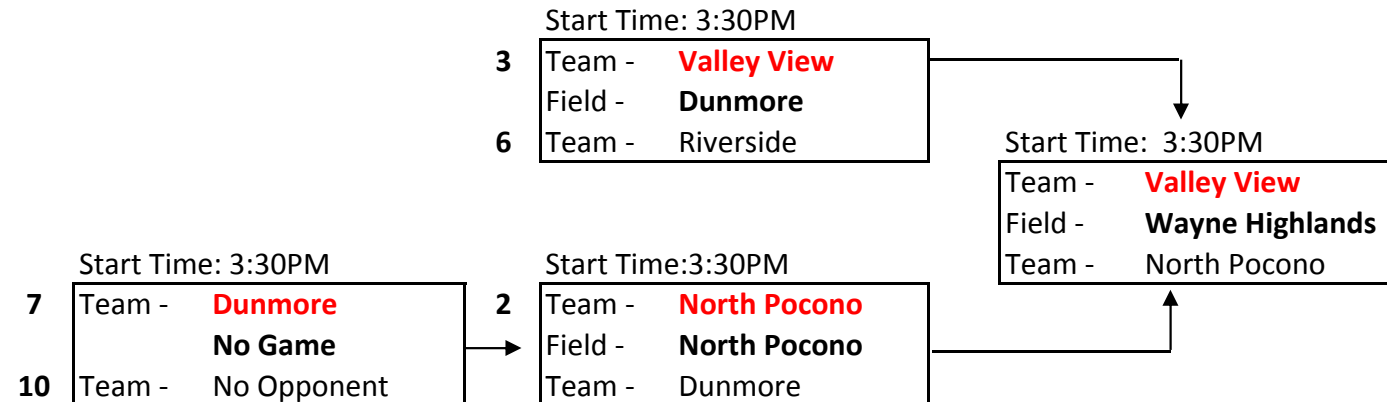 Start Time: 3:30PM
3 Team - Valley View
Field - Dunmore
6 Team - Riverside
Start Time: 3:30PM
Team - Valley View
Field - Wayne Highlands
Team - North Pocono
Start Time: 3:30PM
7 Team - Dunmore
No Game
10 Team - No Opponent
Start Time:3:30PM
2 Team - North Pocono
Field - North Pocono
Team - Dunmore